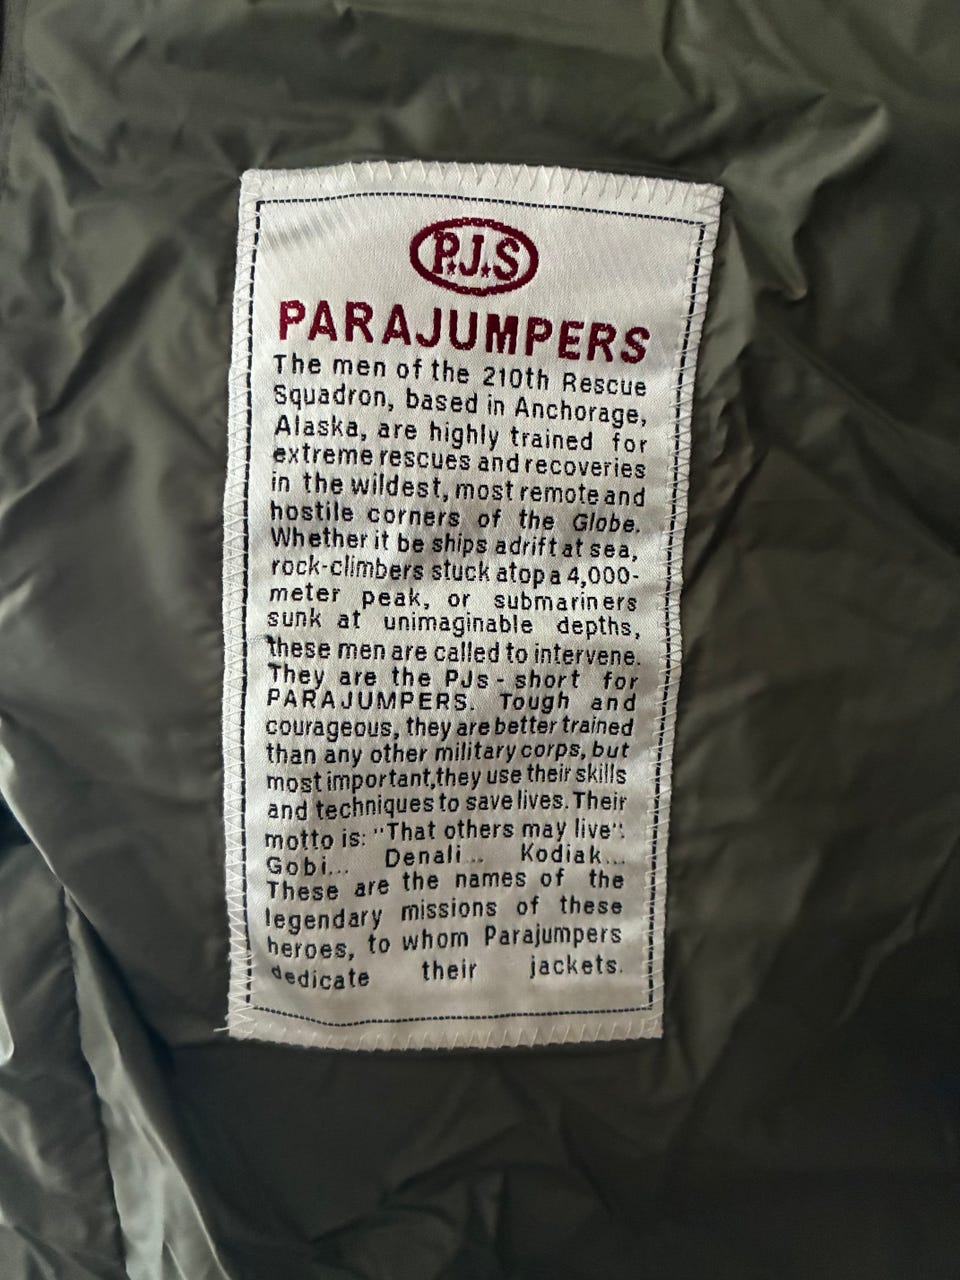 P.J.S
PARAJUMPERS
The men of the 210th Rescue
Squadron, based in Anchorage,
Alaska, are highly trained for
extreme rescues and recoveries
in the wildest, most remote and
hostile corners of the Globe.
Whether it be ships adrift at sea,
rock-climbers stuck atop a 4,000-
meter peak, or submariners
sunk at unimaginable depths,
these men are called to intervene.
They are the PJs - short for
PARAJUMPERS. Tough and
courageous, they are better trained
than any other military corps, but
most important,they use their skills
and techniques to save lives. Their
motto is: "That others may live":
Gobi... Denali... Kodiak...
These are the names of the
legendary missions of these
heroes, to whom Parajumpers
dedicate their jackets.